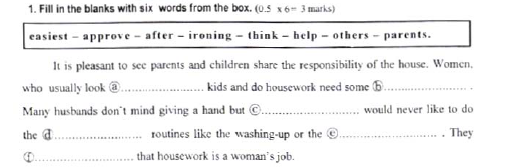 1. Fill in the blanks with six words from the box. (0.5 x 6= 3 marks)
easiest – approve – after – ironing – think – help – others – parents.
It is pleasant to see parents and children share the responsibility of the house. Women,
who usually look ⓐ........................ kids and do housework need some ⓑ........................
Many husbands don't mind giving a hand but ⓒ........................ would never like to do
the ⓓ........................ routines like the washing-up or the ⓔ........................ . They
ⓕ........................ that housework is a woman's job.